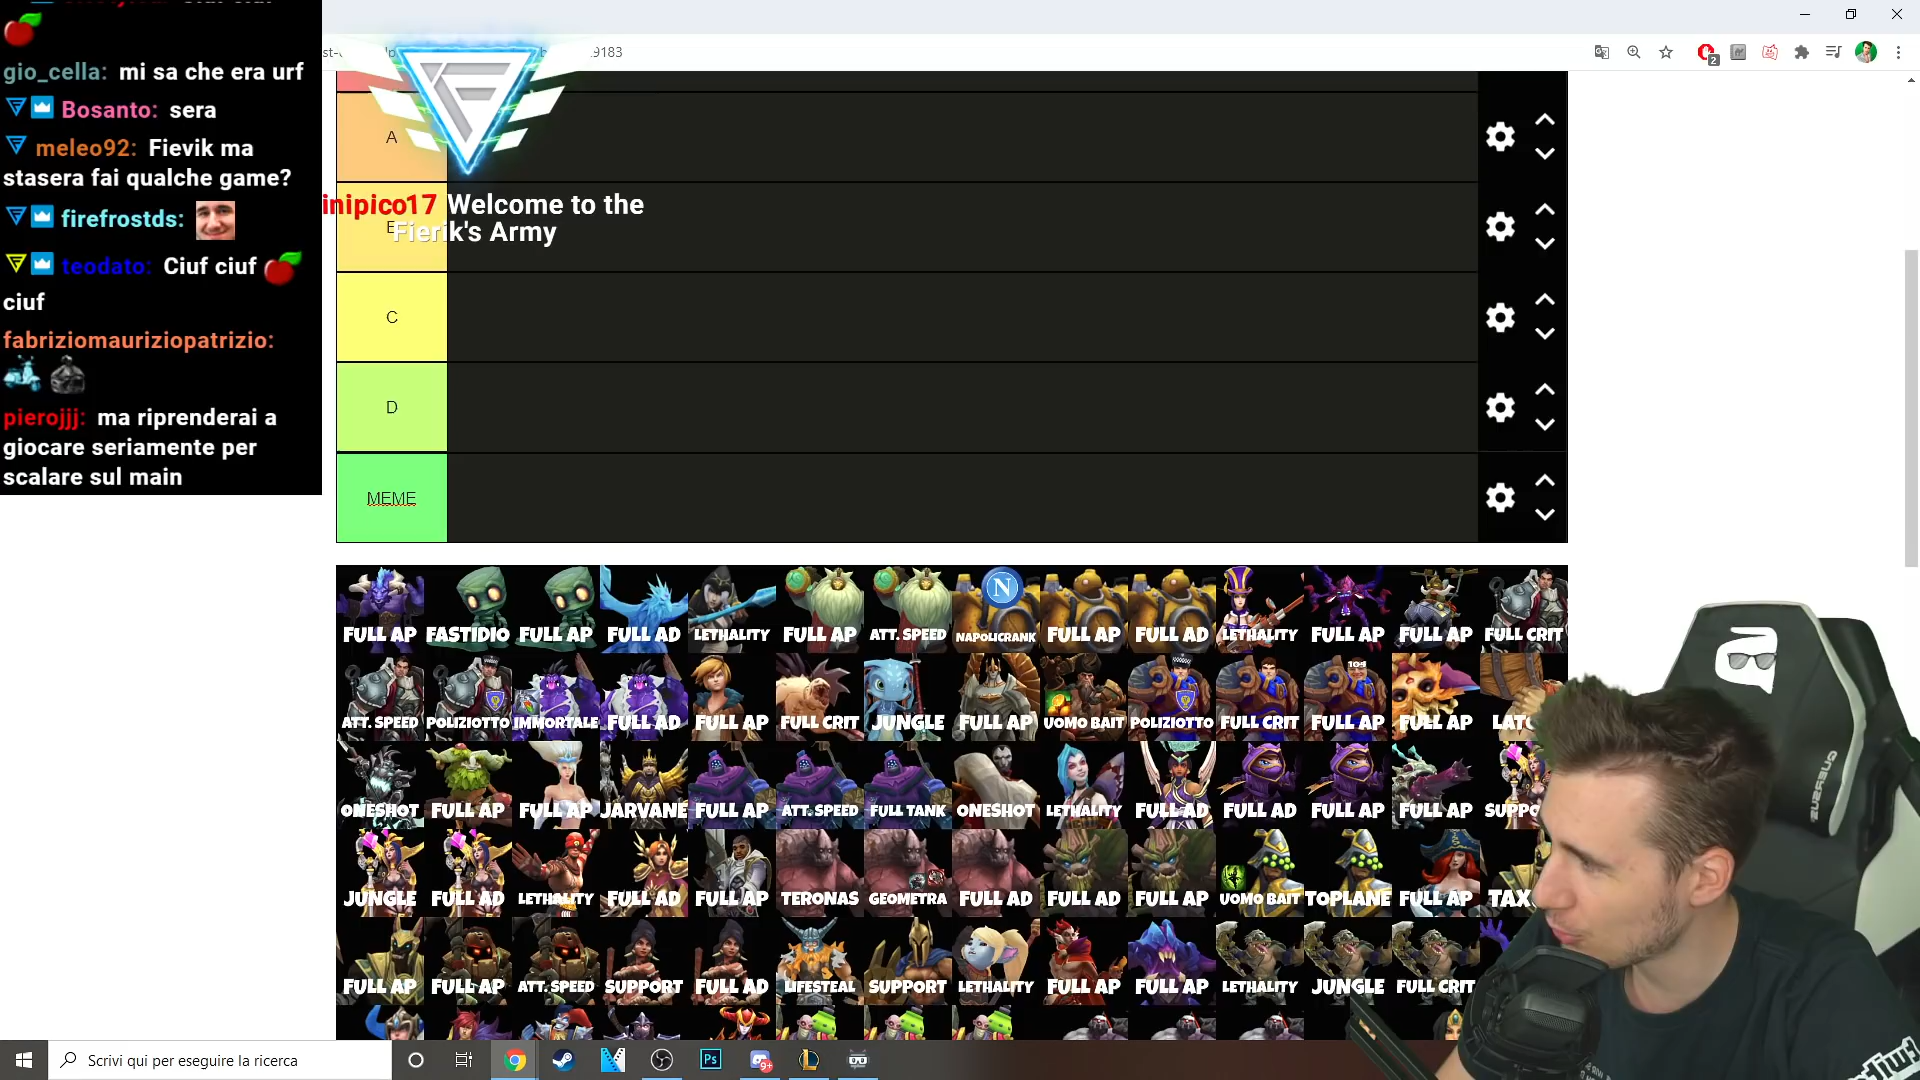 gio_cella: mi sa che era urf
Bosanto: sera
meleo92: Fievik ma
stasera fai qualche game?
firefrostds:
teodato: Ciuf ciuf
ciuf
fabriziomauriziopatrizio:
pierojjj: ma riprenderai a
giocare seriamente per
scalare sul main
9183
2
inipico17 Welcome to the
Fierik's Army
A
C
D
MEME
N
FULL AP FASTIDIO FULL AP FULL AD LETHALITY FULL AP ATT. SPEED NAPOLICRANK FULL AP FULL AD LETHALITY FULL AP FULL AP FULL CRIT
ATT. SPEED POLIZIOTTO IMMORTALE FULL AD FULL AP FULL CRIT JUNGLE FULL AP UOMO BAIT POLIZIOTTO FULL CRIT FULL AP FULL AP
ONESHOT FULL AP FULL AP JARVANE FULL AP ATT. SPEED FULL TANK ONESHOT LETHALITY FULL AD FULL AD FULL AP FULL AP SUPPO
JUNGLE FULL AD LETHALITY FULL AD FULL AP TERONAS GEOMETRA FULL AD FULL AD FULL AP UOMO BAIT TOPLANE FULL AP TAX
FULL AP FULL AP ATT. SPEED SUPPORT FULL AD LIFESTEAL SUPPORT LETHALITY FULL AP FULL AP LETHALITY JUNGLE FULL CRIT
QUERSUS
Scrivi qui per eseguire la ricerca
Ps
9+